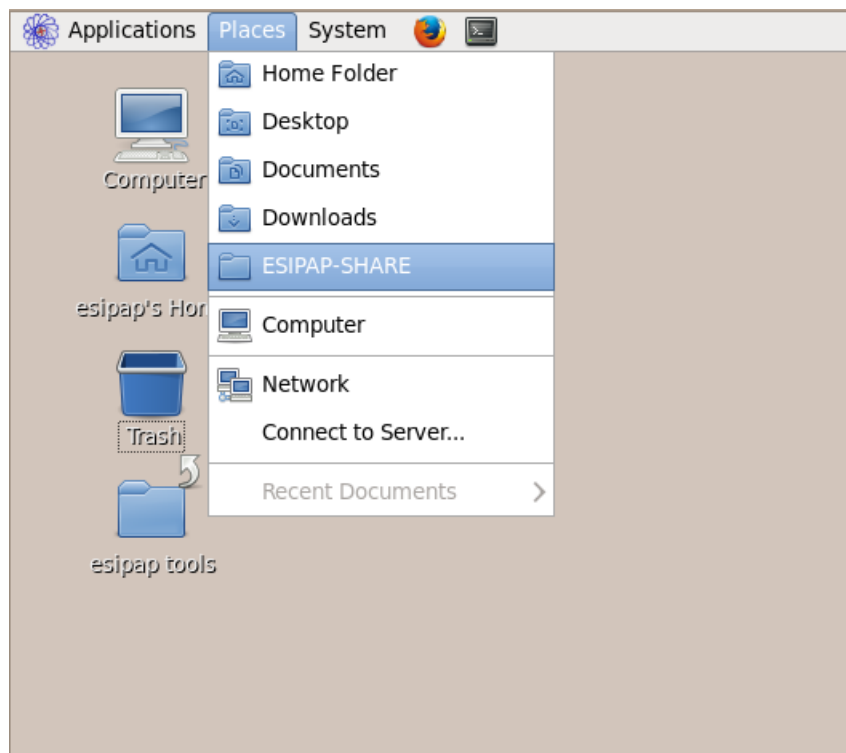 Applications Places System
Home Folder
Desktop
Documents
Downloads
ESIPAP-SHARE
Computer
Network
Connect to Server...
Recent Documents
Computer
esipap's Hor
Trash
esipap tools